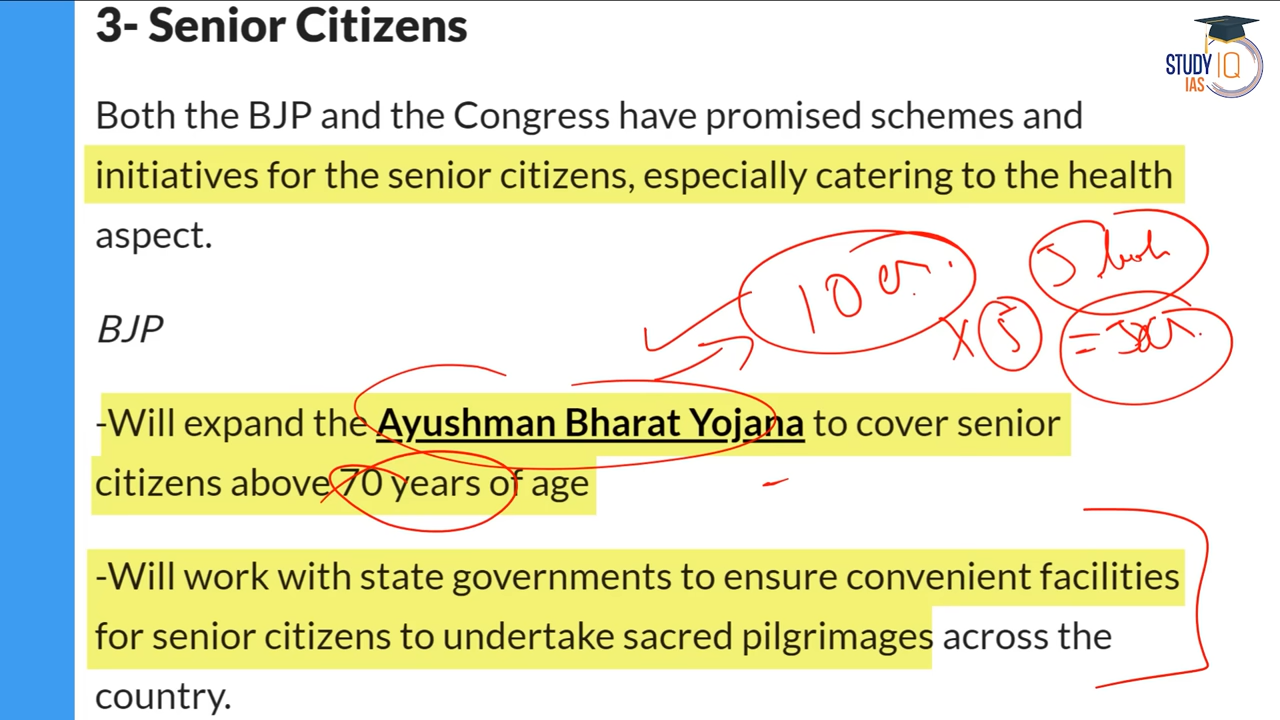 3- Senior Citizens
STUDY IQ
IAS
Both the BJP and the Congress have promised schemes and
initiatives for the senior citizens, especially catering to the health
aspect.
10 cr.
X 5
BJP
-Will expand the Ayushman Bharat Yojana to cover senior
citizens above 70 years of age
-Will work with state governments to ensure convenient facilities
for senior citizens to undertake sacred pilgrimages across the
country.